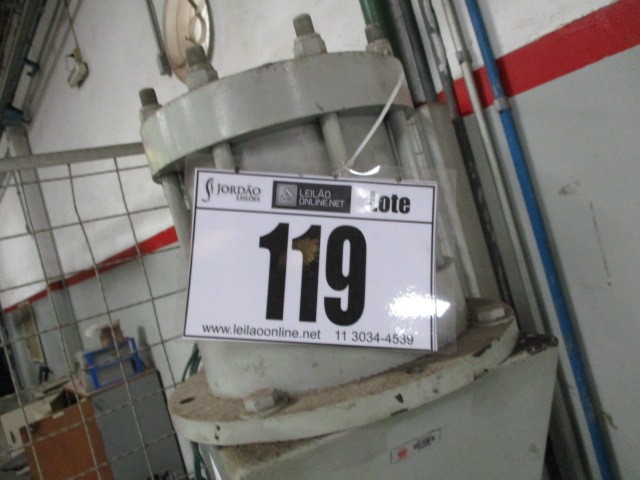 JORDÃO
LEILÕES
LEILÃO
ONLINE.NET
Lote
119
www.leilaoonline.net 11 3034-4539